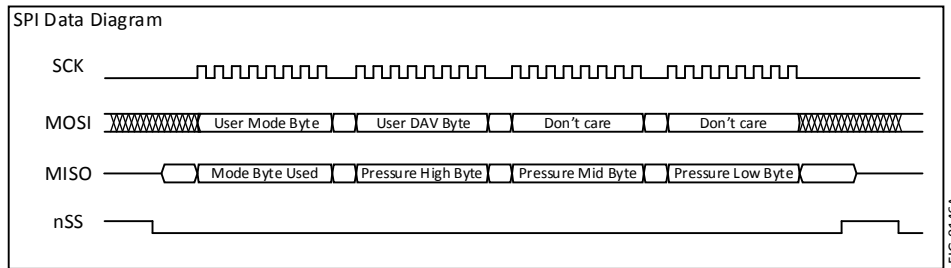 SPI Data Diagram
SCK
MOSI User Mode Byte User DAV Byte Don't care Don't care
MISO Mode Byte Used Pressure High Byte Pressure Mid Byte Pressure Low Byte
nSS